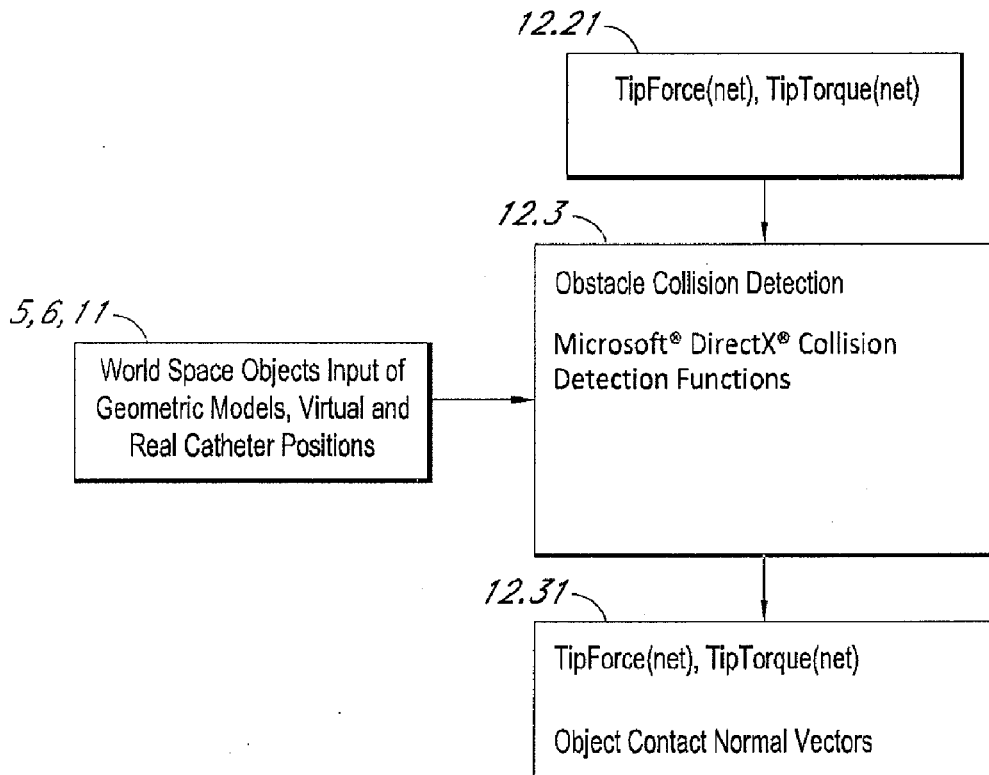 12.21
TipForce(net), TipTorque(net)
12.3
Obstacle Collision Detection
Microsoft® DirectX® Collision
Detection Functions
5, 6, 11
World Space Objects Input of
Geometric Models, Virtual and
Real Catheter Positions
12.31
TipForce(net), TipTorque(net)
Object Contact Normal Vectors